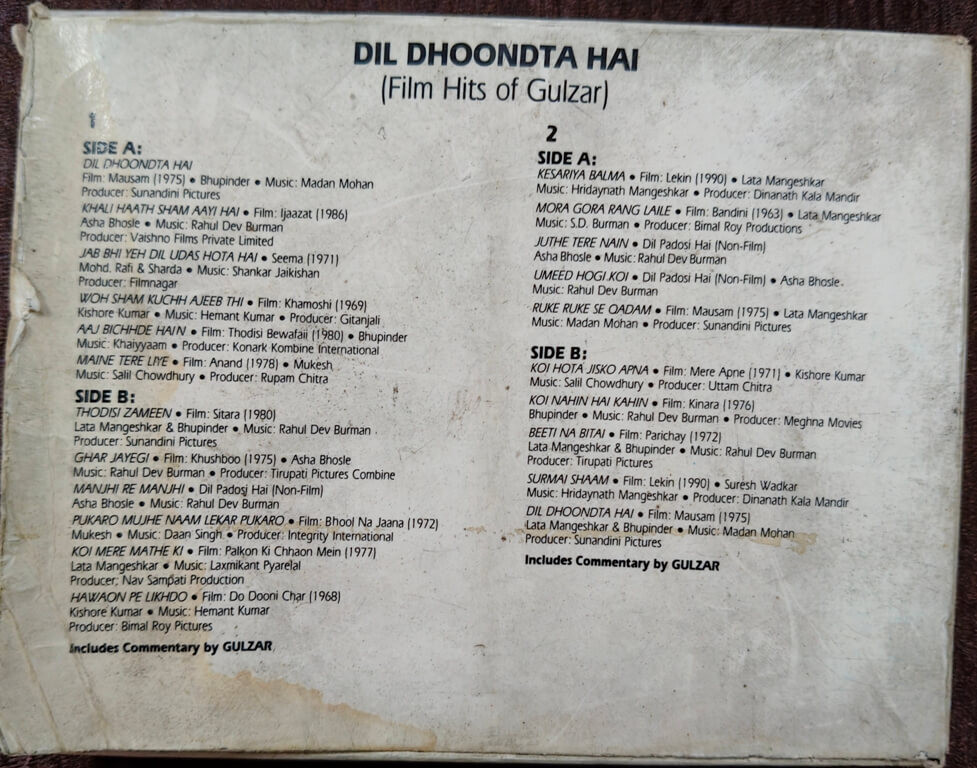 DIL DHOONDTA HAI
(Film Hits of Gulzar)
1
SIDE A:
DIL DHOONDTA HAI
Film: Mausam (1975) • Bhupinder • Music: Madan Mohan
Producer: Sunandini Pictures
KHALI HAATH SHAM AAYI HAI • Film: Ijaazat (1986)
Asha Bhosle • Music: Rahul Dev Burman
Producer: Vaishno Films Private Limited
JAB BHI YEH DIL UDAS HOTA HAI • Seema (1971)
Mohd. Rafi & Sharda • Music: Shankar Jaikishan
Producer: Filmnagar
WOH SHAM KUCHH AJEEB THI • Film: Khamoshi (1969)
Kishore Kumar • Music: Hemant Kumar • Producer: Gitanjali
AAJ BICHHDE HAIN • Film: Thodisi Bewafaii (1980) • Bhupinder
Music: Khaiyyaam • Producer: Konark Kombine International
MAINE TERE LIYE • Film: Anand (1978) • Mukesh
Music: Salil Chowdhury • Producer: Rupam Chitra
SIDE B:
THODISI ZAMEEN • Film: Sitara (1980)
Lata Mangeshkar & Bhupinder • Music: Rahul Dev Burman
Producer: Sunandini Pictures
GHAR JAYEGI • Film: Khushboo (1975) • Asha Bhosle
Music: Rahul Dev Burman • Producer: Tirupati Pictures Combine
MANJHI RE MANJHI • Dil Padosi Hai (Non-Film)
Asha Bhosle • Music: Rahul Dev Burman
PUKARO MUJHE NAAM LEKAR PUKARO • Film: Bhool Na Jaana (1972)
Mukesh • Music: Daan Singh • Producer: Integrity International
KOI MERE MATHE KI • Film: Palkon Ki Chhaon Mein (1977)
Lata Mangeshkar • Music: Laxmikant Pyarelal
Producer: Nav Sampati Production
HAWAON PE LIKHDO • Film: Do Dooni Char (1968)
Kishore Kumar • Music: Hemant Kumar
Producer: Bimal Roy Pictures
Includes Commentary by GULZAR
2
SIDE A:
KESARIYA BALMA • Film: Lekin (1990) • Lata Mangeshkar
Music: Hridaynath Mangeshkar • Producer: Dinanath Kala Mandir
MORA GORA RANG LAILE • Film: Bandini (1963) • Lata Mangeshkar
Music: S.D. Burman • Producer: Bimal Roy Productions
JUTHE TERE NAIN • Dil Padosi Hai (Non-Film)
Asha Bhosle • Music: Rahul Dev Burman
UMEED HOGI KOI • Dil Padosi Hai (Non-Film) • Asha Bhosle.
Music: Rahul Dev Burman
RUKE RUKE SE QADAM • Film: Mausam (1975) • Lata Mangeshkar
Music: Madan Mohan • Producer: Sunandini Pictures
SIDE B:
KOI HOTA JISKO APNA • Film: Mere Apne (1971) • Kishore Kumar
Music: Salil Chowdhury • Producer: Uttam Chitra
KOI NAHIN HAI KAHIN • Film: Kinara (1976)
Bhupinder • Music: Rahul Dev Burman • Producer: Meghna Movies
BEETI NA BITAI • Film: Parichay (1972)
Lata Mangeshkar & Bhupinder • Music: Rahul Dev Burman
Producer: Tirupati Pictures
SURMAI SHAAM • Film: Lekin (1990) • Suresh Wadkar
Music: Hridaynath Mangeshkar • Producer: Dinanath Kala Mandir
DIL DHOONDTA HAI • Film: Mausam (1975)
Lata Mangeshkar & Bhupinder • Music: Madan Mohan
Producer: Sunandini Pictures
Includes Commentary by GULZAR